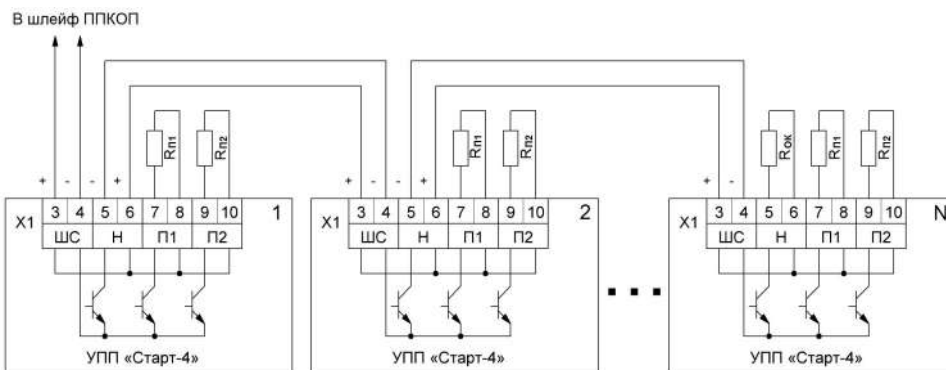 В шлейф ППКОП
Rп1 Rп2 Rп1 Rп2 Rок Rп1 Rп2
+ - - + + - - + + -
X1 3 4 5 6 7 8 9 10 1
ШС Н П1 П2
УПП «Старт-4»
X1 3 4 5 6 7 8 9 10 2
ШС Н П1 П2
УПП «Старт-4»
X1 3 4 5 6 7 8 9 10 N
ШС Н П1 П2
УПП «Старт-4»